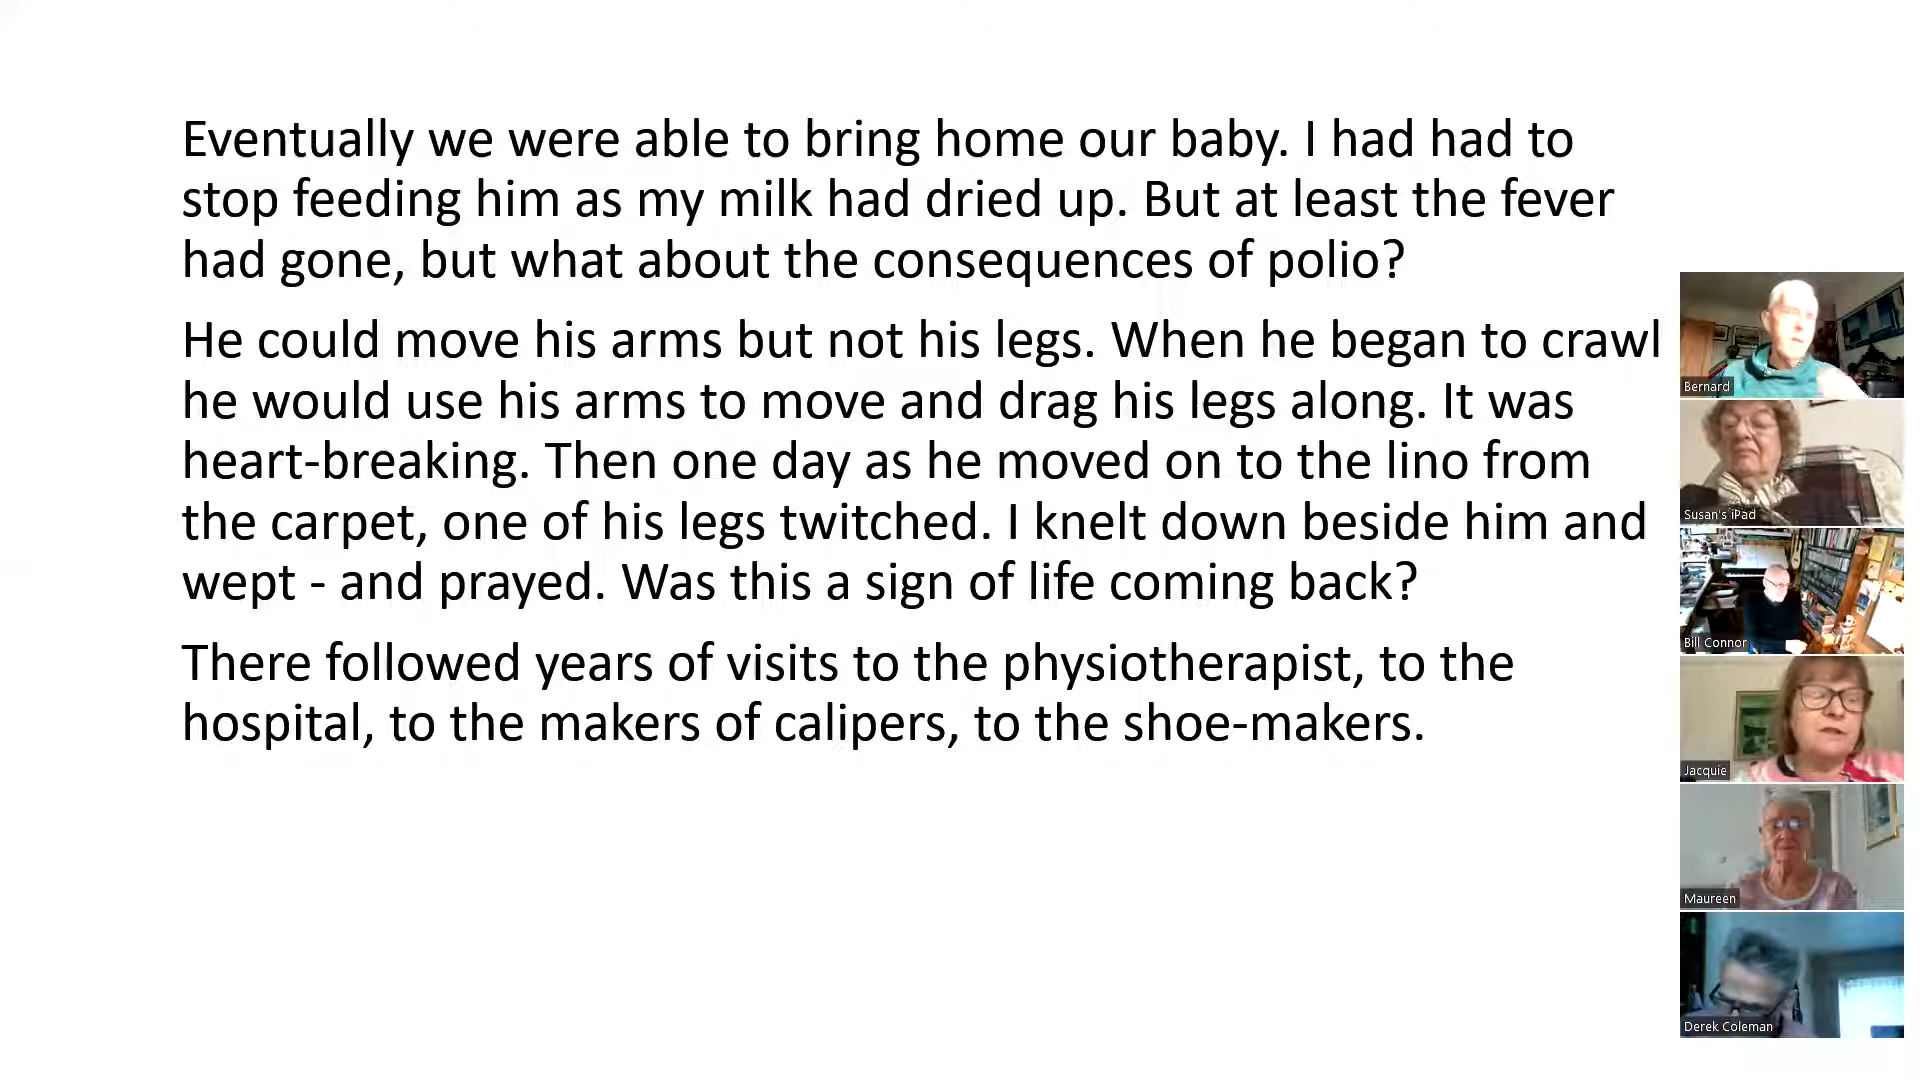 Eventually we were able to bring home our baby. I had had to
stop feeding him as my milk had dried up. But at least the fever
had gone, but what about the consequences of polio?
He could move his arms but not his legs. When he began to crawl
he would use his arms to move and drag his legs along. It was
heart-breaking. Then one day as he moved on to the lino from
the carpet, one of his legs twitched. I knelt down beside him and
wept - and prayed. Was this a sign of life coming back?
There followed years of visits to the physiotherapist, to the
hospital, to the makers of calipers, to the shoe-makers.
Bernard
Susan's iPad
Bill Connor
Jacquie
Maureen
Derek Coleman